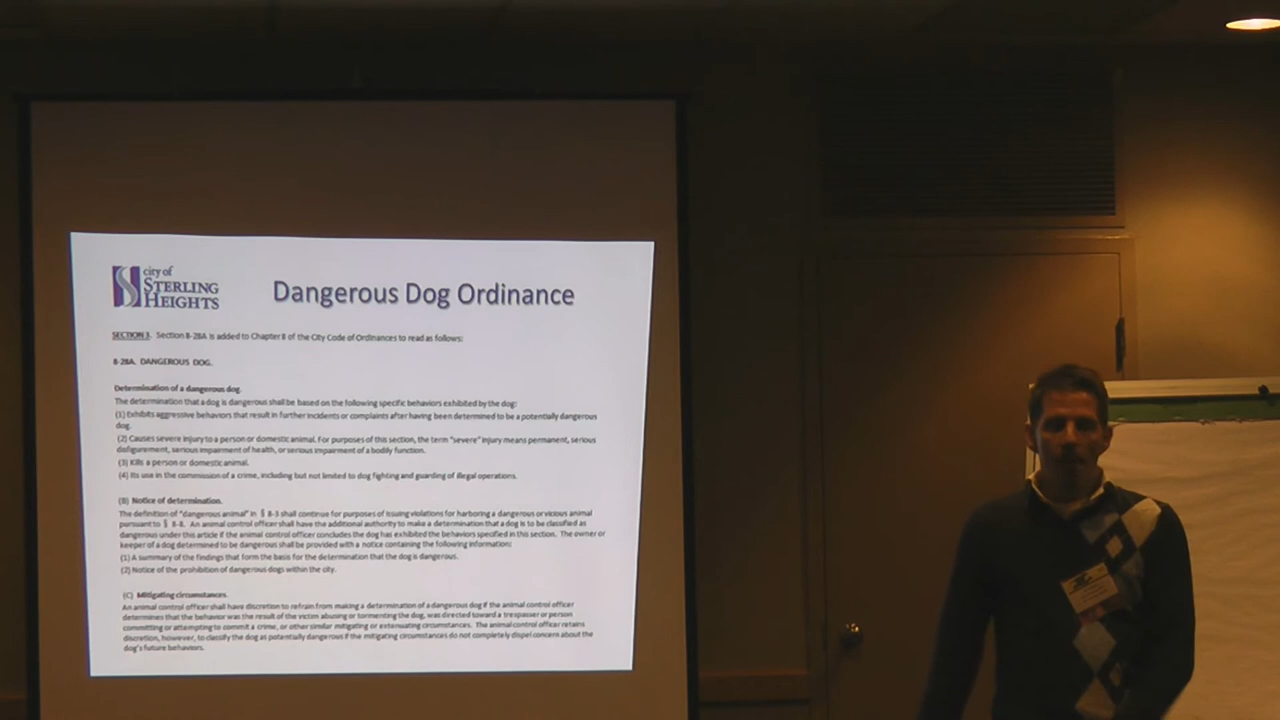 city of
STERLING
HEIGHTS
Dangerous Dog Ordinance
SECTION 3. Section 8-28A is added to Chapter 8 of the City Code of Ordinances to read as follows:
8-28A. DANGEROUS DOG.
Determination of a dangerous dog.
The determination that a dog is dangerous shall be based on the following specific behaviors exhibited by the dog:
(1) Exhibits aggressive behaviors that result in further incidents or complaints after having been determined to be a potentially dangerous
dog.
(2) Causes severe injury to a person or domestic animal. For purposes of this section, the term "severe" injury means permanent, serious
disfigurement, serious impairment of health, or serious impairment of a bodily function.
(3) Kills a person or domestic animal.
(4) Its use in the commission of a crime, including but not limited to dog fighting and guarding of illegal operations.
(B) Notice of determination.
The definition of "dangerous animal" in § 8-3 shall continue for purposes of issuing violations for harboring a dangerous or vicious animal
pursuant to § 8-8. An animal control officer shall have the additional authority to make a determination that a dog is to be classified as
dangerous under this article if the animal control officer concludes the dog has exhibited the behaviors specified in this section. The owner or
keeper of a dog determined to be dangerous shall be provided with a notice containing the following information:
(1) A summary of the findings that form the basis for the determination that the dog is dangerous.
(2) Notice of the prohibition of dangerous dogs within the city.
(C) Mitigating circumstances.
An animal control officer shall have discretion to refrain from making a determination of a dangerous dog if the animal control officer
determines that the behavior was the result of the victim abusing or tormenting the dog, was directed toward a trespasser or person
committing or attempting to commit a crime, or other similar mitigating or extenuating circumstances. The animal control officer retains
discretion, however, to classify the dog as potentially dangerous if the mitigating circumstances do not completely dispel concern about the
dog's future behaviors.